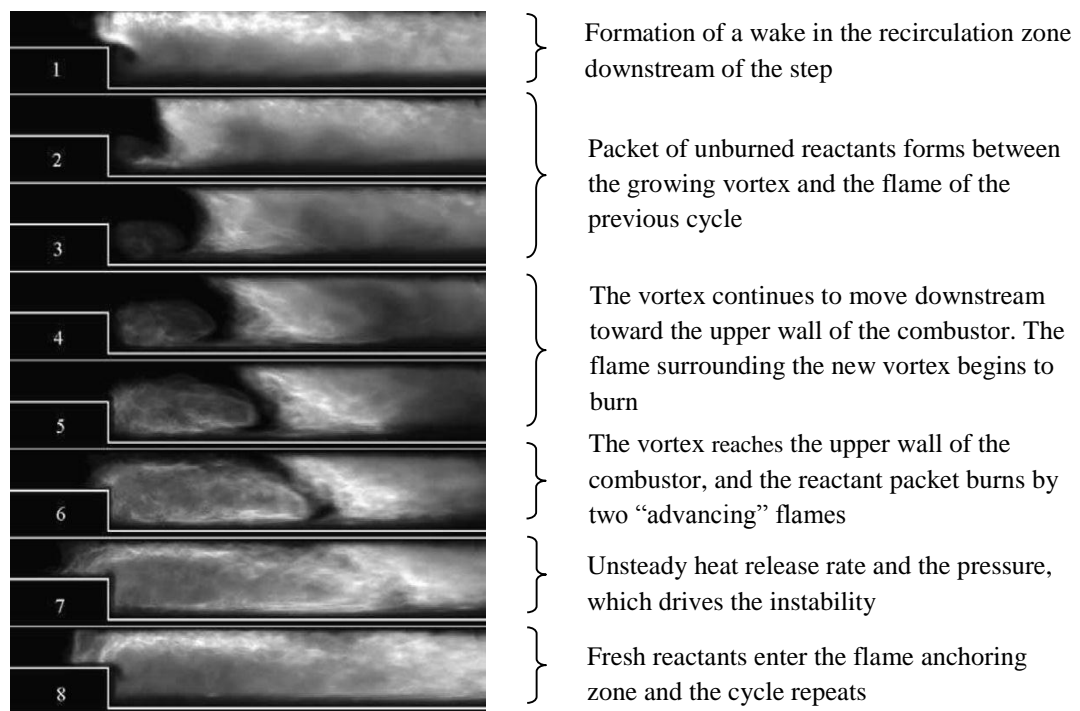 1
Formation of a wake in the recirculation zone
downstream of the step
2
Packet of unburned reactants forms between
the growing vortex and the flame of the
previous cycle
3
4
The vortex continues to move downstream
toward the upper wall of the combustor. The
flame surrounding the new vortex begins to
burn
5
6
The vortex reaches the upper wall of the
combustor, and the reactant packet burns by
two “advancing” flames
7
Unsteady heat release rate and the pressure,
which drives the instability
8
Fresh reactants enter the flame anchoring
zone and the cycle repeats